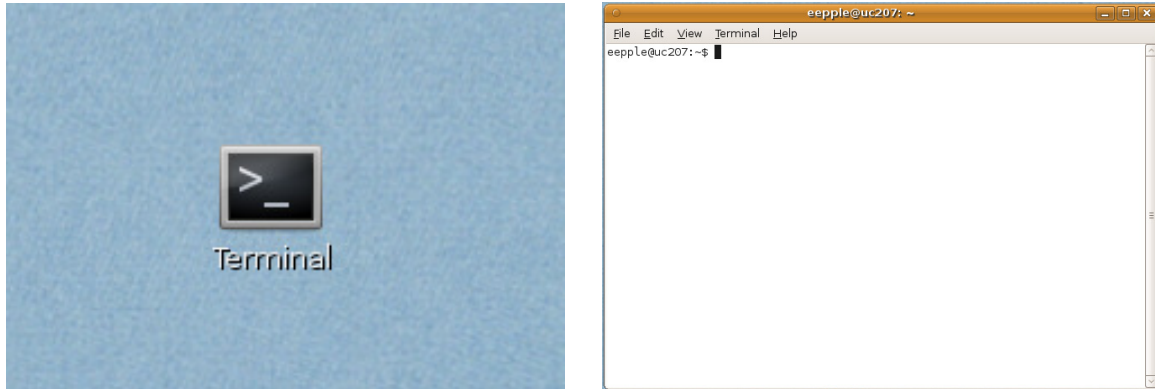 >_
Terminal
eepple@uc207: ~
File Edit View Terminal Help
eepple@uc207:~$